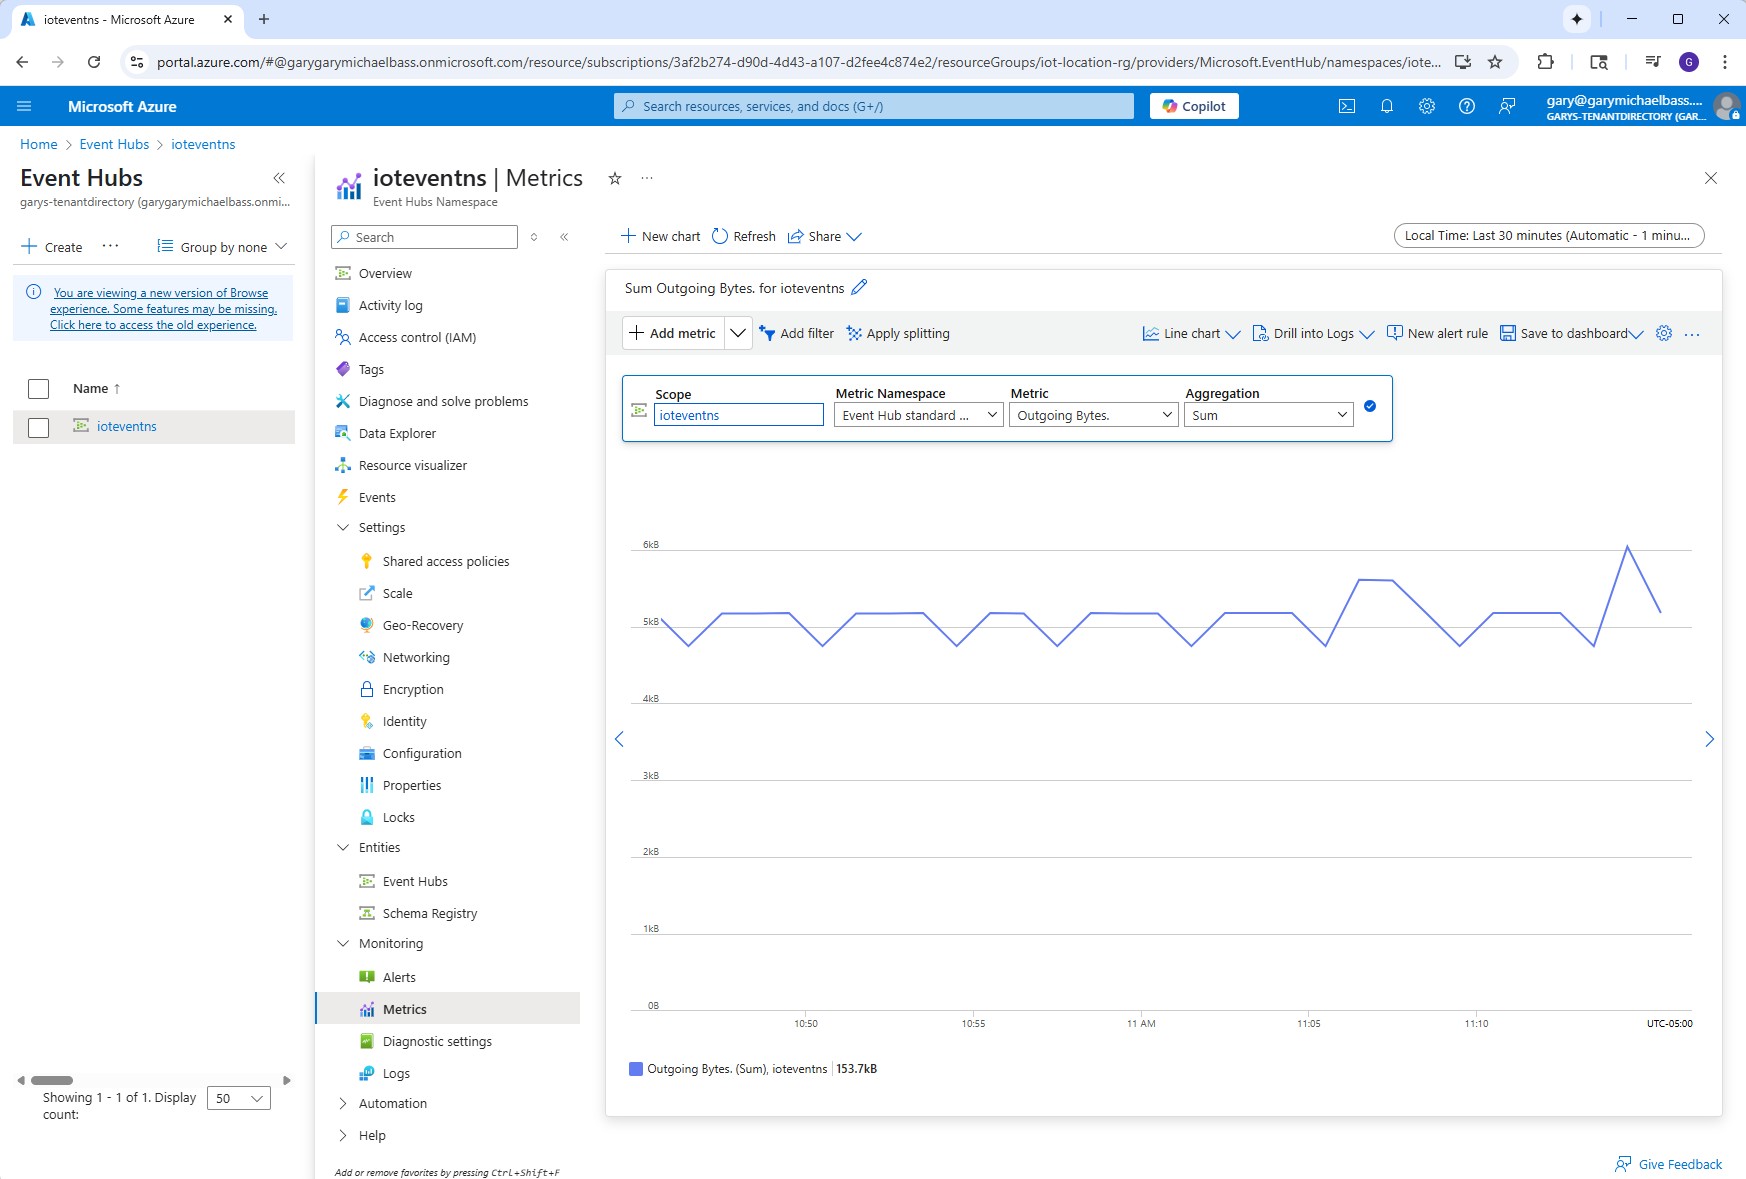 ioteventns - Microsoft Azure
portal.azure.com/#@garygarymichaelbass.onmicrosoft.com/resource/subscriptions/3af2b274-d90d-4d43-a107-d2fee4c874e2/resourceGroups/iot-location-rg/providers/Microsoft.EventHub/namespaces/iote...
G
Microsoft Azure
Search resources, services, and docs (G+/)
Copilot
gary@garymichaelbass....
GARYS-TENANTDIRECTORY (GAR...
Home > Event Hubs > ioteventns
Event Hubs
garys-tenantdirectory (garygarymichaelbass.onmi...
Create ...
Group by none
You are viewing a new version of Browse
experience. Some features may be missing.
Click here to access the old experience.
Name ↑
ioteventns
Showing 1 - 1 of 1. Display
count:
50
ioteventns | Metrics
Event Hubs Namespace
Search
Overview
Activity log
Access control (IAM)
Tags
Diagnose and solve problems
Data Explorer
Resource visualizer
Events
Settings
Shared access policies
Scale
Geo-Recovery
Networking
Encryption
Identity
Configuration
Properties
Locks
Entities
Event Hubs
Schema Registry
Monitoring
Alerts
Metrics
Diagnostic settings
Logs
Automation
Help
Add or remove favorites by pressing Ctrl+Shift+F
New chart
Refresh
Share
Local Time: Last 30 minutes (Automatic - 1 minu...
Sum Outgoing Bytes. for ioteventns
Add metric
Add filter
Apply splitting
Line chart
Drill into Logs
New alert rule
Save to dashboard
Scope
Metric Namespace
Metric
Aggregation
ioteventns
Event Hub standard ...
Outgoing Bytes.
Sum
6kB
5kB
4kB
3kB
2kB
1kB
0B
10:50
10:55
11 AM
11:05
11:10
UTC-05:00
Outgoing Bytes. (Sum), ioteventns | 153.7kB
Give Feedback